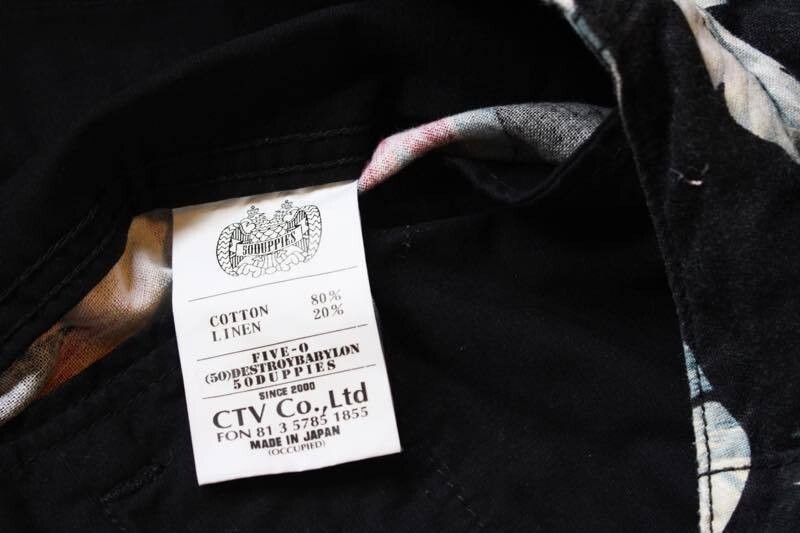 50DUPPIES
COTTON 80%
LINEN 20%
FIVE-O
(50)DESTROYBABYLON
50DUPPIES
SINCE 2000
CTV Co.,Ltd
FON 81 3 5785 1855
MADE IN JAPAN
(OCCUPIED)